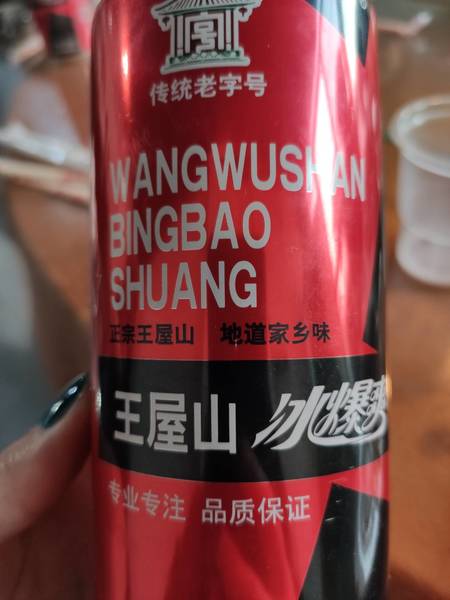 传统老字号
WANGWUSHAN
BINGBAO
SHUANG
正宗王屋山 地道家乡味
王屋山 冰爆爽
专业专注 品质保证